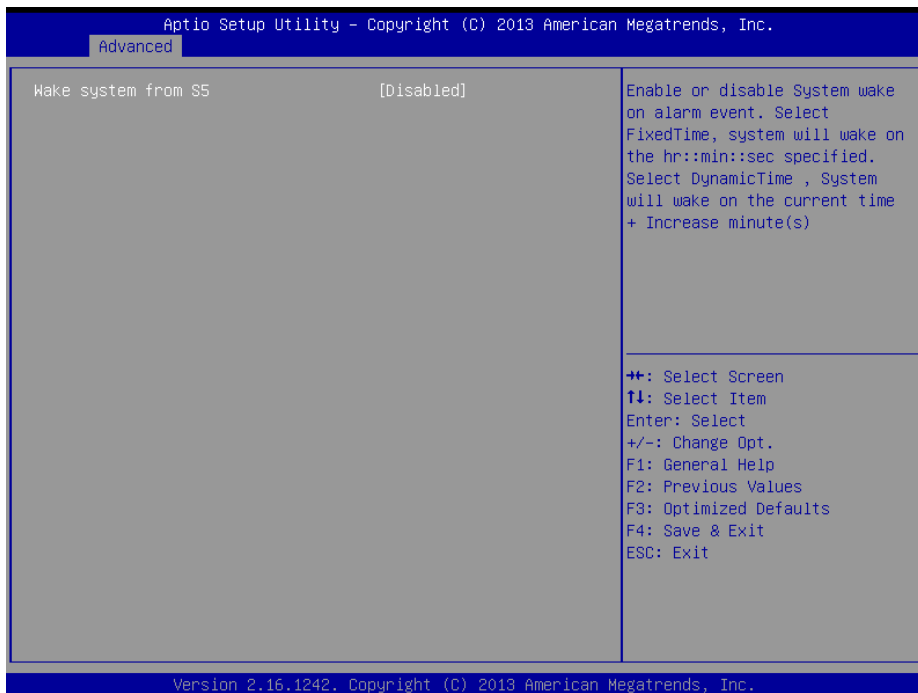 Aptio Setup Utility – Copyright (C) 2013 American Megatrends, Inc.
Advanced
Wake system from S5 [Disabled]
Enable or disable System wake
on alarm event. Select
FixedTime, system will wake on
the hr::min::sec specified.
Select DynamicTime , System
will wake on the current time
+ Increase minute(s)
→←: Select Screen
↑↓: Select Item
Enter: Select
+/-: Change Opt.
F1: General Help
F2: Previous Values
F3: Optimized Defaults
F4: Save & Exit
ESC: Exit
Version 2.16.1242. Copyright (C) 2013 American Megatrends, Inc.